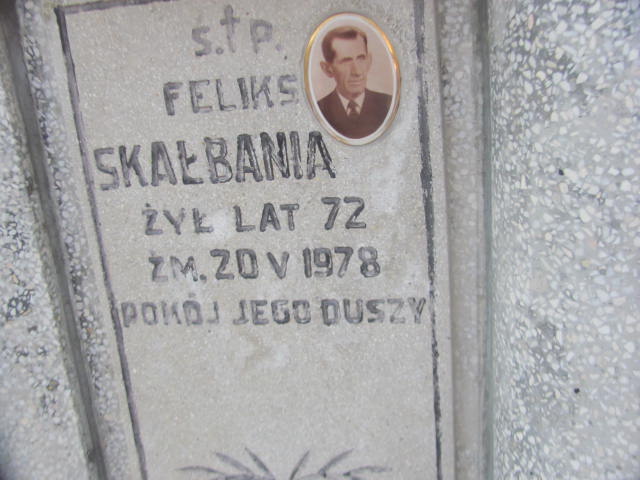 Ś.†P.
FELIKS
SKAŁBANIA
ŻYŁ LAT 72
ZM. 20 V 1978
POKÓJ JEGO DUSZY